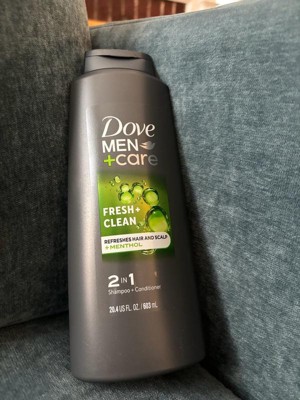 Dove
MEN
+care
FRESH+
CLEAN
REFRESHES HAIR AND SCALP
+ MENTHOL
2 IN 1
Shampoo + Conditioner
20.4 US FL. OZ. / 603 mL